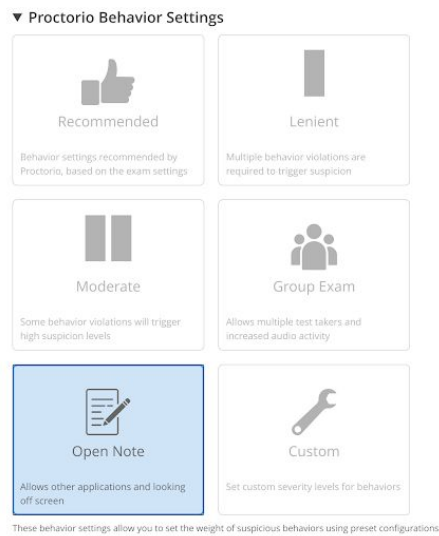 ▼ Proctorio Behavior Settings
Recommended
Behavior settings recommended by
Proctorio, based on the exam settings
Lenient
Multiple behavior violations are
required to trigger suspicion
Moderate
Some behavior violations will trigger
high suspicion levels
Group Exam
Allows multiple test takers and
increased audio activity
Open Note
Allows other applications and looking
off screen
Custom
Set custom severity levels for behaviors
These behavior settings allow you to set the weight of suspicious behaviors using preset configurations